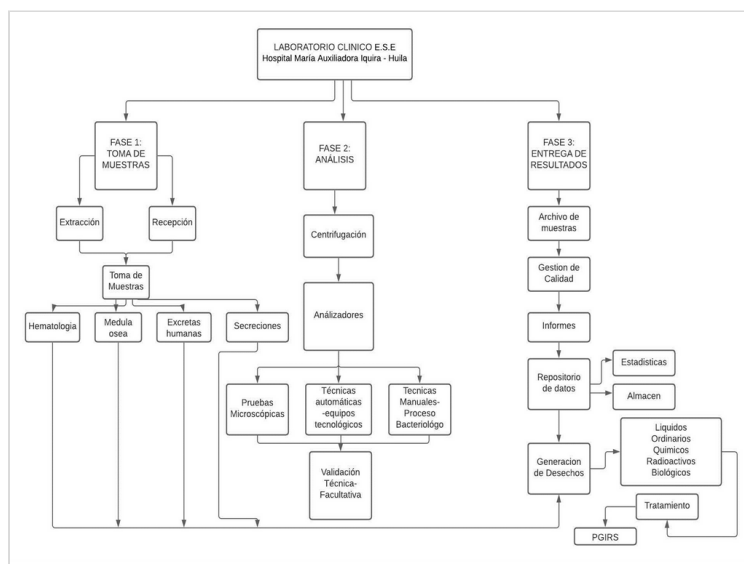 LABORATORIO CLINICO E.S.E
Hospital María Auxiliadora Iquira - Huila
FASE 1:
TOMA DE
MUESTRAS
FASE 2:
ANÁLISIS
FASE 3:
ENTREGA DE
RESULTADOS
Extracción
Recepción
Toma de
Muestras
Hematologia
Medula
osea
Excretas
humanas
Secreciones
Centrifugación
Análizadores
Pruebas
Microscópicas
Técnicas
automáticas
-equipos
tecnológicos
Tecnicas
Manuales-
Proceso
Bacteriológo
Validación
Técnica-
Facultativa
Archivo de
muestras
Gestion de
Calidad
Informes
Repositorio
de datos
Estadisticas
Almacen
Generacion
de Desechos
Liquidos
Ordinarios
Quimicos
Radioactivos
Biológicos
Tratamiento
PGIRS